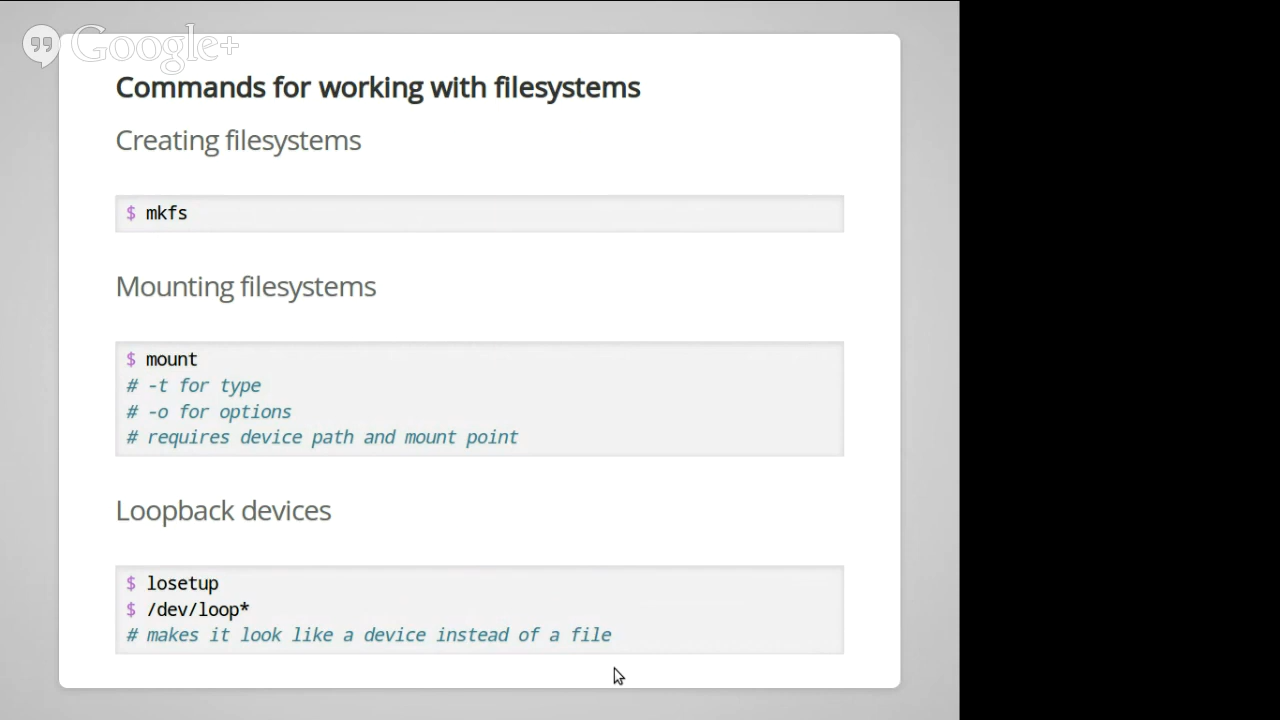 Google+
Commands for working with filesystems
Creating filesystems
$ mkfs
Mounting filesystems
$ mount
# -t for type
# -o for options
# requires device path and mount point
Loopback devices
$ losetup
$ /dev/loop*
# makes it look like a device instead of a file